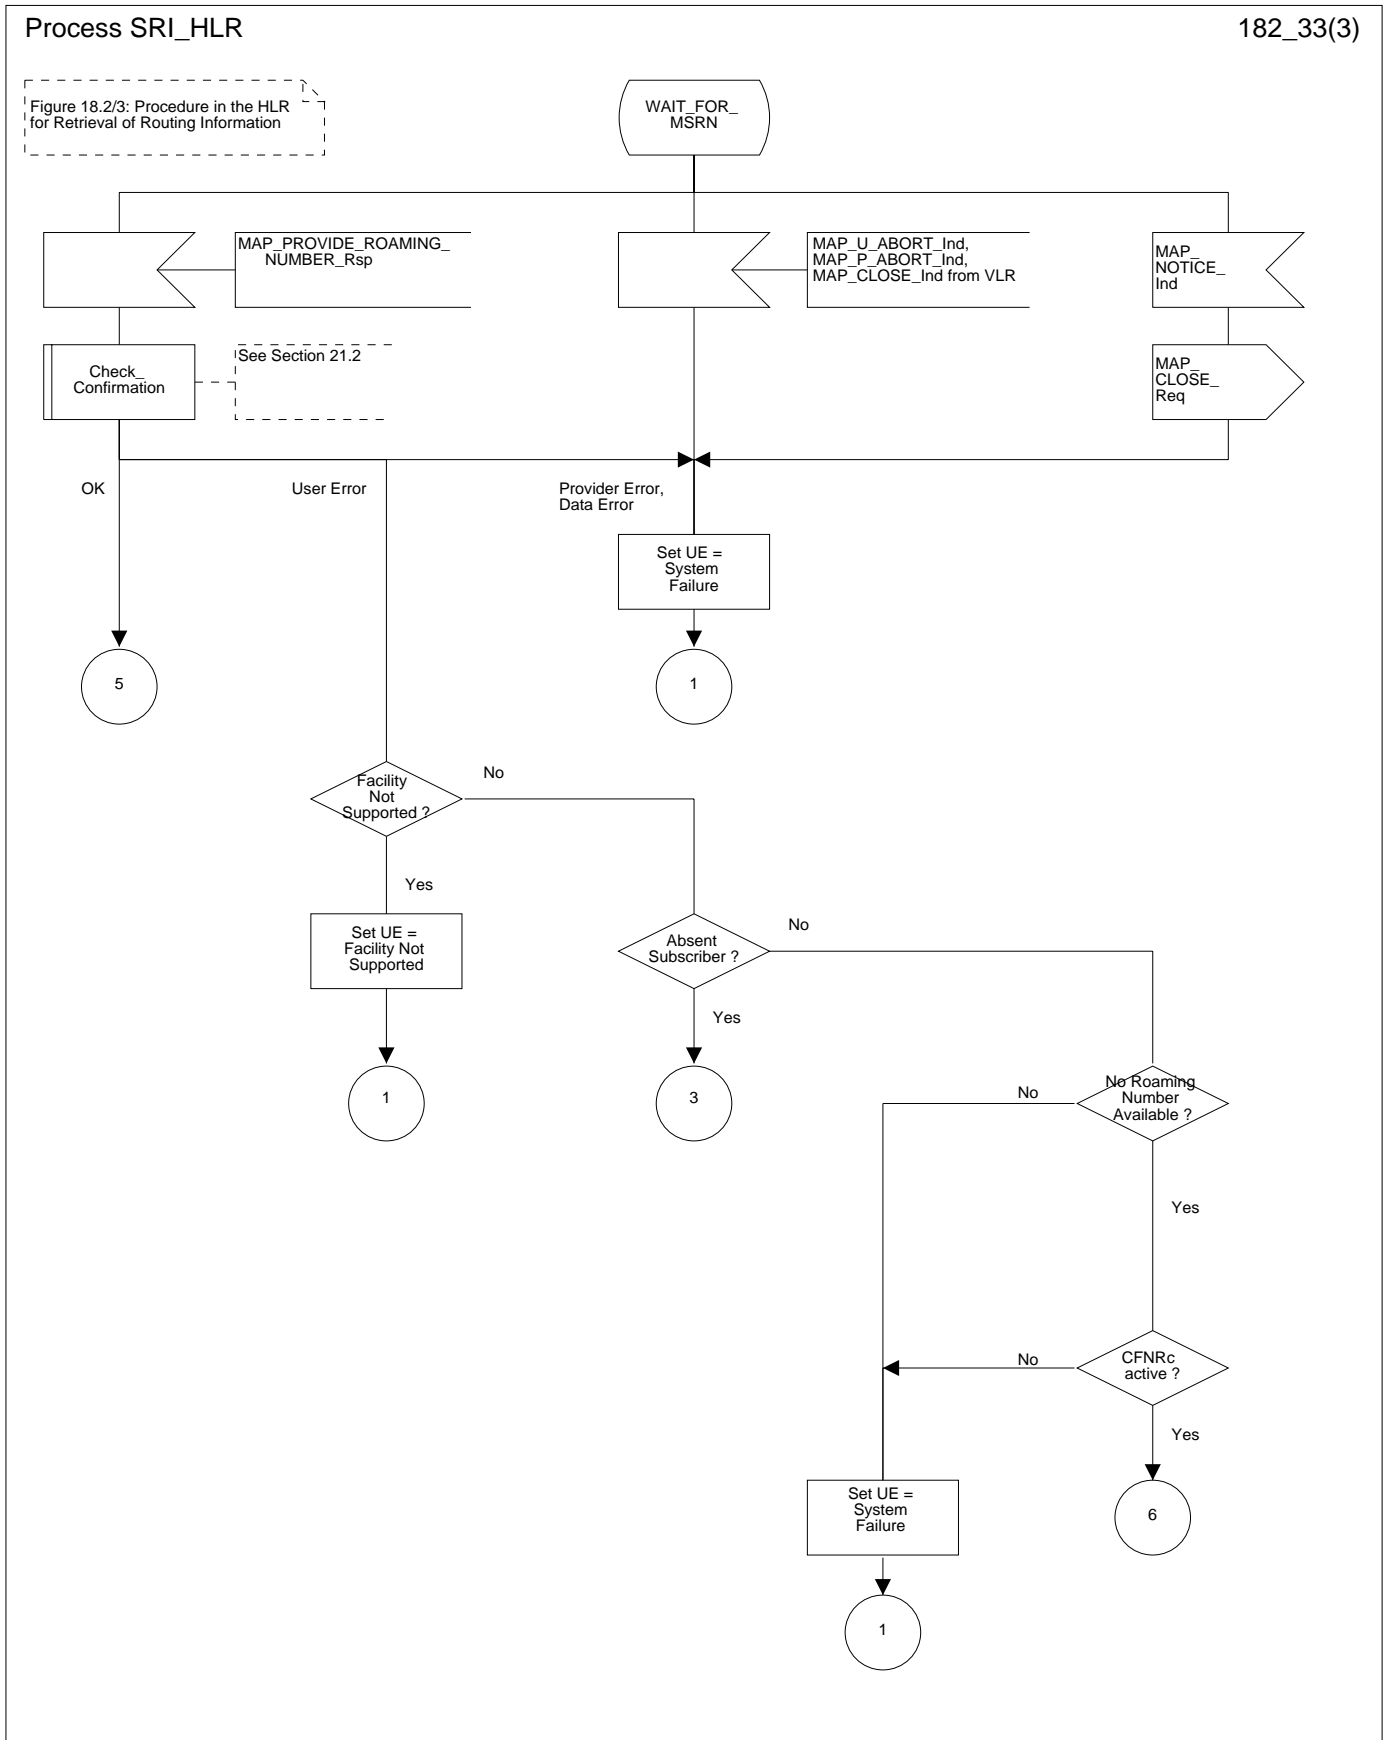 Process SRI_HLR
182_33(3)
Figure 18.2/3: Procedure in the HLR
for Retrieval of Routing Information
WAIT_FOR_
MSRN
MAP_PROVIDE_ROAMING_
NUMBER_Rsp
MAP_U_ABORT_Ind,
MAP_P_ABORT_Ind,
MAP_CLOSE_Ind from VLR
MAP_
NOTICE_
Ind
Check_
Confirmation
See Section 21.2
MAP_
CLOSE_
Req
OK
User Error
Provider Error,
Data Error
Set UE =
System
Failure
5
1
Facility
Not
Supported ?
No
Yes
Set UE =
Facility Not
Supported
Absent
Subscriber ?
No
Yes
1
3
No Roaming
Number
Available ?
No
Yes
CFNRc
active ?
No
Yes
Set UE =
System
Failure
6
1